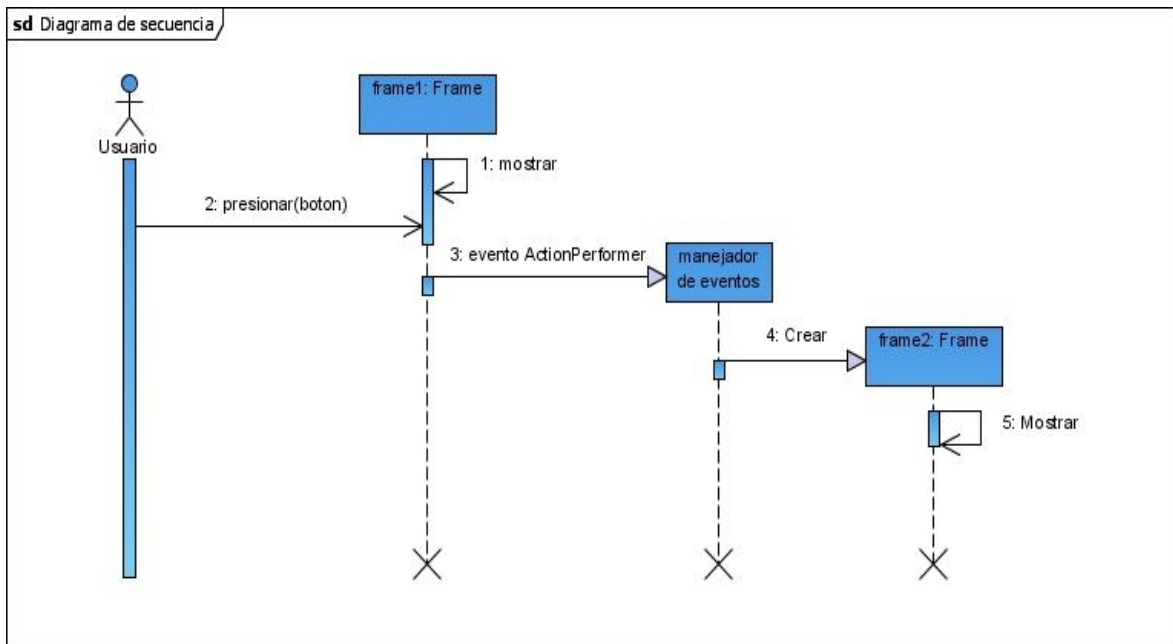 sd Diagrama de secuencia
frame1: Frame
Usuario
1: mostrar
2: presionar(boton)
3: evento ActionPerformer
manejador
de eventos
4: Crear
frame2: Frame
5: Mostrar